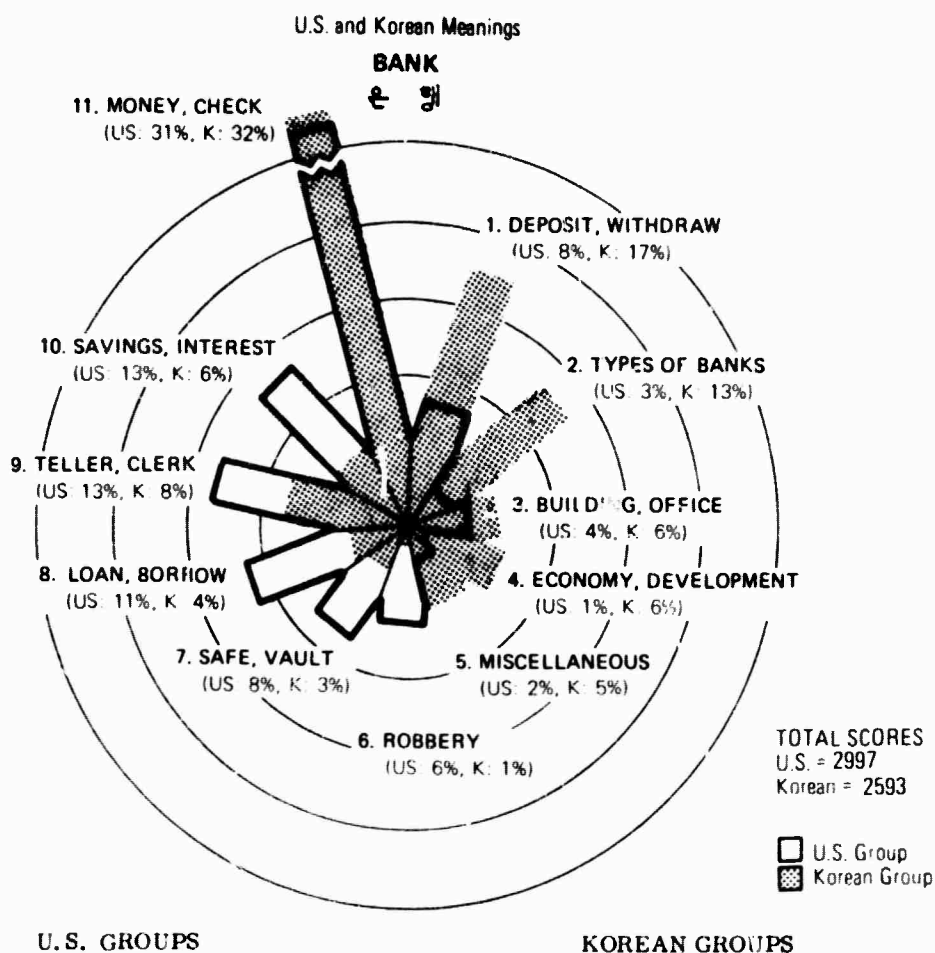 U.S. and Korean Meanings
BANK
은 행
11. MONEY, CHECK
(US: 31%, K: 32%)
1. DEPOSIT, WITHDRAW
(US. 8%, K: 17%)
10. SAVINGS, INTEREST
(US: 13%, K: 6%)
2. TYPES OF BANKS
(US: 3%, K: 13%)
9. TELLER, CLERK
(US: 13%, K: 8%)
3. BUILDING, OFFICE
(US: 4%, K: 6%)
8. LOAN, BORROW
(US: 11%, K: 4%)
4. ECONOMY, DEVELOPMENT
(US: 1%, K: 6%)
7. SAFE, VAULT
(US: 8%, K: 3%)
5. MISCELLANEOUS
(US: 2%, K: 5%)
6. ROBBERY
(US: 6%, K: 1%)
TOTAL SCORES
U.S. = 2997
Korean = 2593
U.S. Group
Korean Group
U.S. GROUPS
KOREAN GROUPS